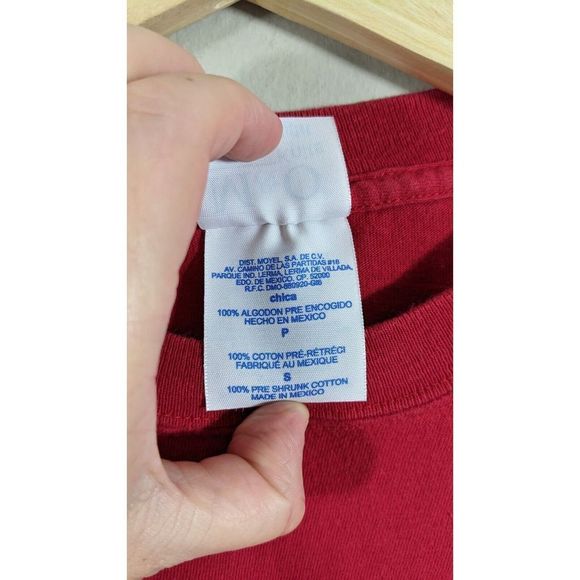 DIST. MOYEL, S.A. DE C.V.
AV. CAMINO DE LAS PARTIDAS #18
PARQUE IND. LERMA, LERMA DE VILLADA,
EDO. DE MEXICO. CP. 52000
R.F.C. DMO-880920-G85
chica
100% ALGODON PRE ENCOGIDO
HECHO EN MEXICO
P
100% COTON PRÉ-RÉTRÉCI
FABRIQUÉ AU MEXIQUE
S
100% PRE SHRUNK COTTON
MADE IN MEXICO